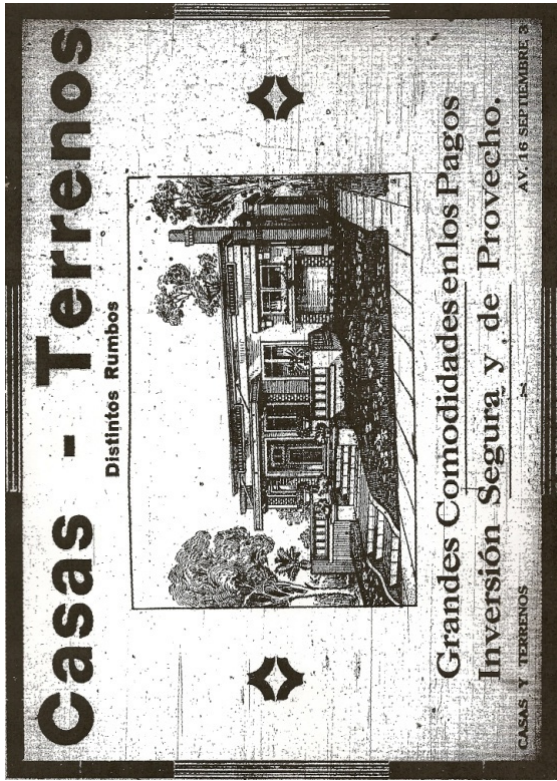 Casas - Terrenos
Distintos Rumbos
Grandes Comodidades en los Pagos
Inversión Segura y de Provecho.
CASAS Y TERRENOS
1
AV. 16 SEPTIEMBRE 3